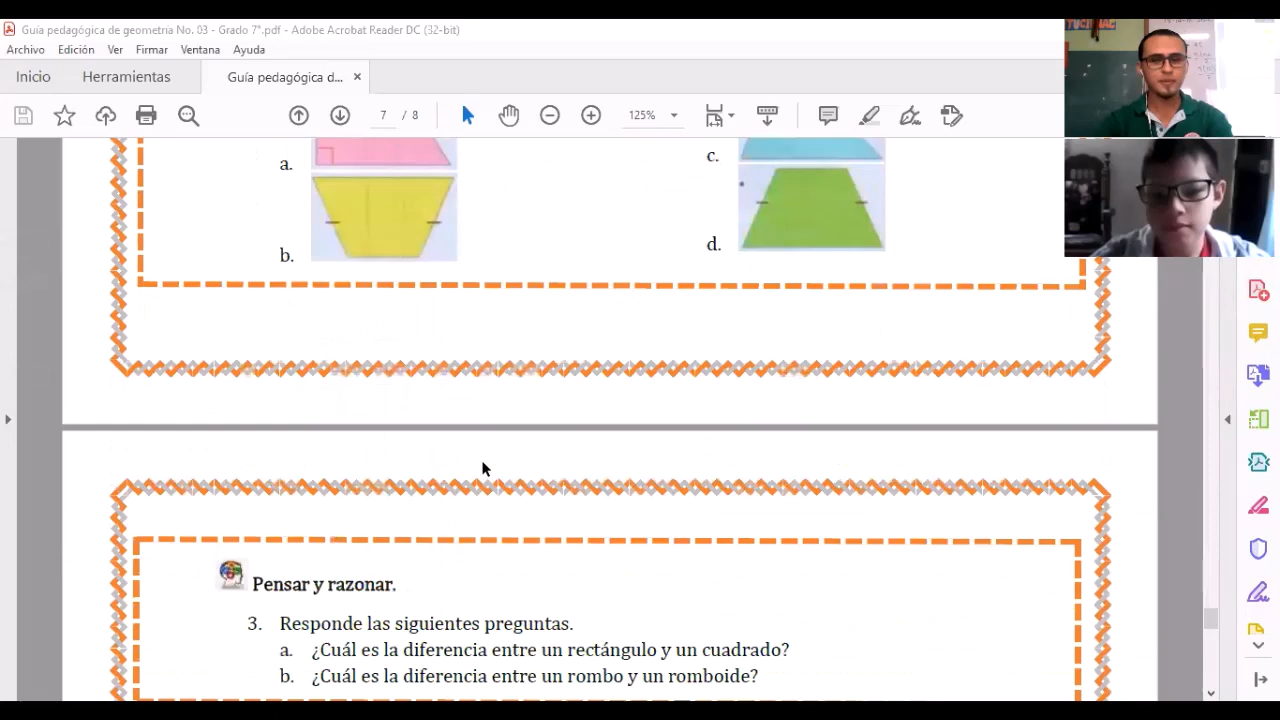 Guía pedagógica de geometría No. 03 - Grado 7°.pdf - Adobe Acrobat Reader DC (32-bit)
Archivo Edición Ver Firmar Ventana Ayuda
Inicio Herramientas Guía pedagógica d... ×
7 / 8 125%
a. c.
b. d.
Pensar y razonar.
3. Responde las siguientes preguntas.
a. ¿Cuál es la diferencia entre un rectángulo y un cuadrado?
b. ¿Cuál es la diferencia entre un rombo y un romboide?